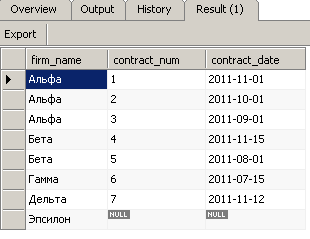 Overview Output History Result (1)
Export
firm_name contract_num contract_date
Альфа 1 2011-11-01
Альфа 2 2011-10-01
Альфа 3 2011-09-01
Бета 4 2011-11-15
Бета 5 2011-08-01
Гамма 6 2011-07-15
Дельта 7 2011-11-12
Эпсилон NULL NULL